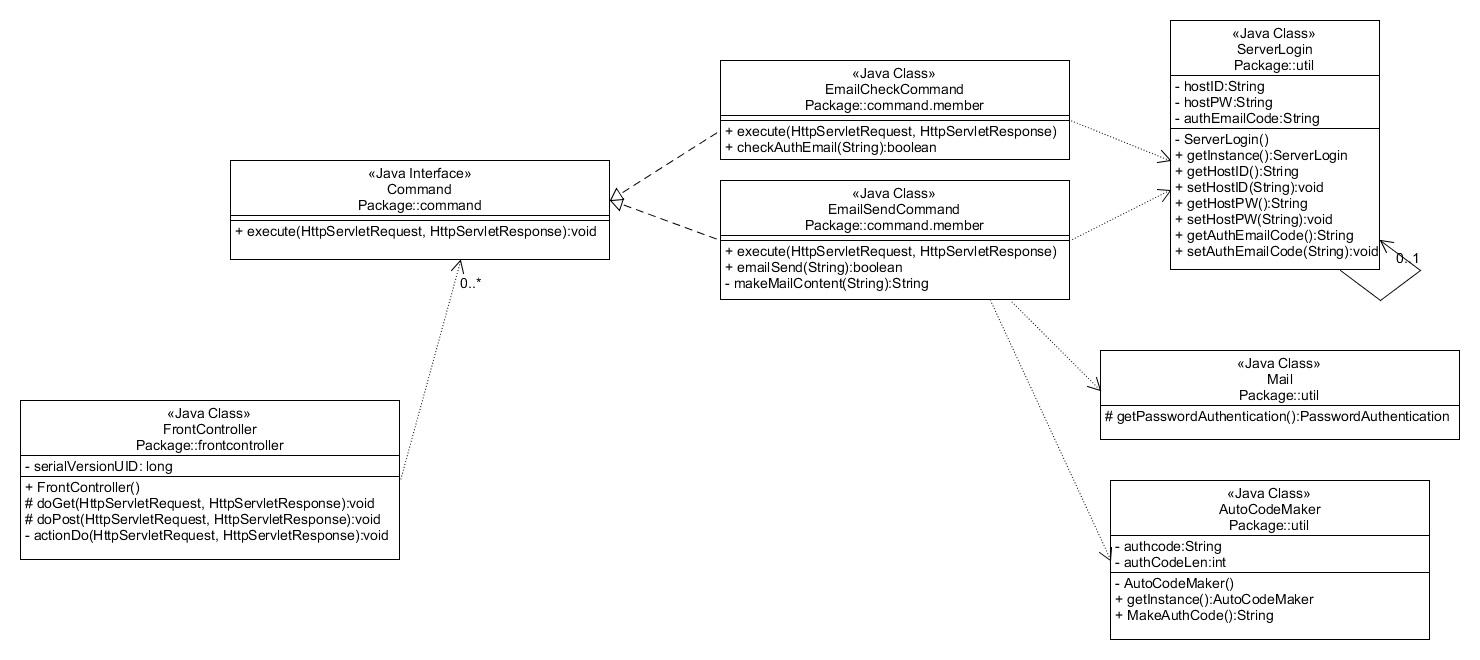 «Java Class»
ServerLogin
Package::util
- hostID:String
- hostPW:String
- authEmailCode:String
- ServerLogin()
+ getInstance():ServerLogin
+ getHostID():String
+ setHostID(String):void
+ getHostPW():String
+ setHostPW(String):void
+ getAuthEmailCode():String
+ setAuthEmailCode(String):void
0..1
«Java Class»
EmailCheckCommand
Package::command.member
+ execute(HttpServletRequest, HttpServletResponse)
+ checkAuthEmail(String):boolean
«Java Interface»
Command
Package::command
+ execute(HttpServletRequest, HttpServletResponse):void
0..*
«Java Class»
EmailSendCommand
Package::command.member
+ execute(HttpServletRequest, HttpServletResponse)
+ emailSend(String):boolean
- makeMailContent(String):String
«Java Class»
Mail
Package::util
# getPasswordAuthentication():PasswordAuthentication
«Java Class»
FrontController
Package::frontcontroller
- serialVersionUID: long
+ FrontController()
# doGet(HttpServletRequest, HttpServletResponse):void
# doPost(HttpServletRequest, HttpServletResponse):void
- actionDo(HttpServletRequest, HttpServletResponse):void
«Java Class»
AutoCodeMaker
Package::util
- authcode:String
- authCodeLen:int
- AutoCodeMaker()
+ getInstance():AutoCodeMaker
+ MakeAuthCode():String